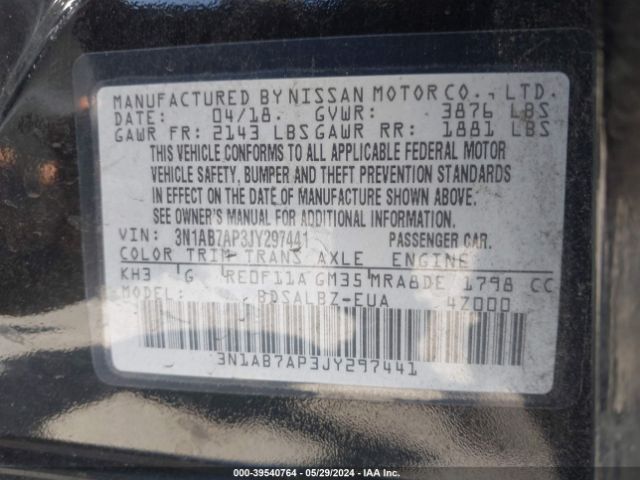 MANUFACTURED BY NISSAN MOTOR CO., LTD.
DATE: 04/18. GVWR: 3876 LBS
GAWR FR: 2143 LBS GAWR RR: 1881 LBS
THIS VEHICLE CONFORMS TO ALL APPLICABLE FEDERAL MOTOR
VEHICLE SAFETY, BUMPER AND THEFT PREVENTION STANDARDS
IN EFFECT ON THE DATE OF MANUFACTURE SHOWN ABOVE.
SEE OWNER'S MANUAL FOR ADDITIONAL INFORMATION.
VIN: 3N1AB7AP3JY297441 PASSENGER CAR.
COLOR TRIM TRANS AXLE ENGINE
KH3 G RE0F11A GM35 MRA8DE 1798 CC
MODEL BDSALBZ-EUA 4Z000
3N1AB7AP3JY297441
000-39540764 - 05/29/2024 - IAA Inc.